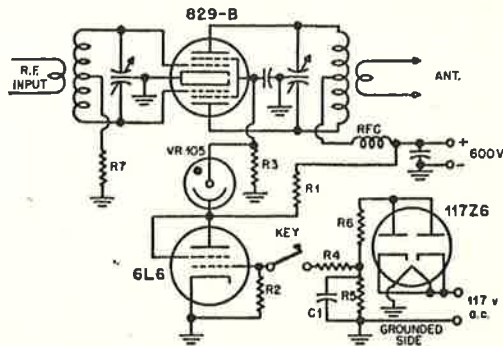 829-B
R.F.
INPUT
ANT.
RFC
+
600V
-
VR 105
R7
R3
R1
117Z6
KEY
R6
6L6
R4
R2
C1
R5
117 v
a.c.
GROUNDED
SIDE